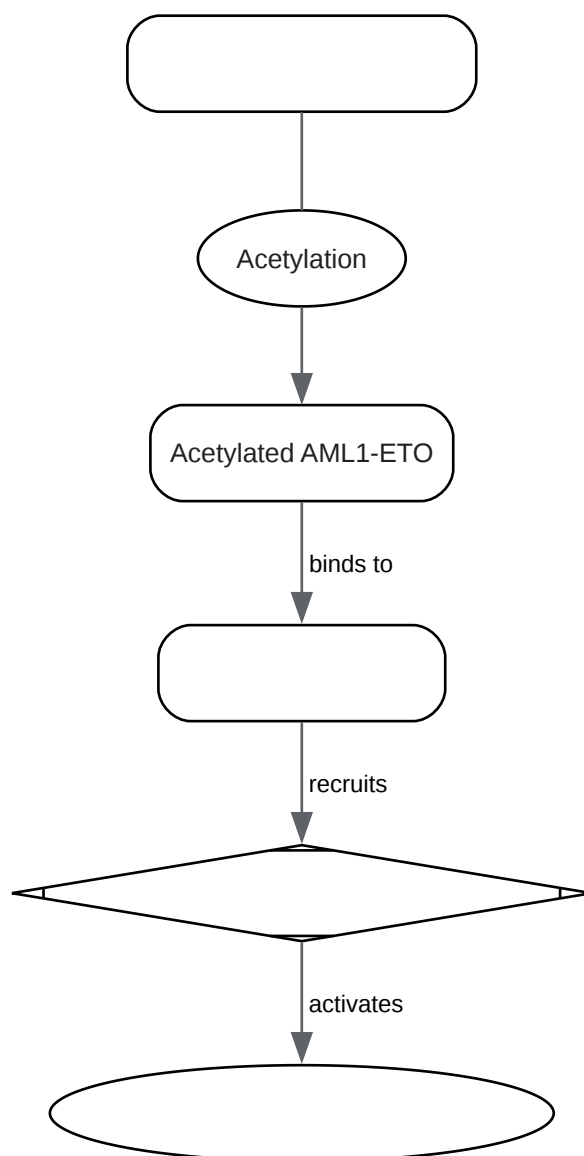 Acetylation
Acetylated AML1-ETO
binds to
recruits
activates